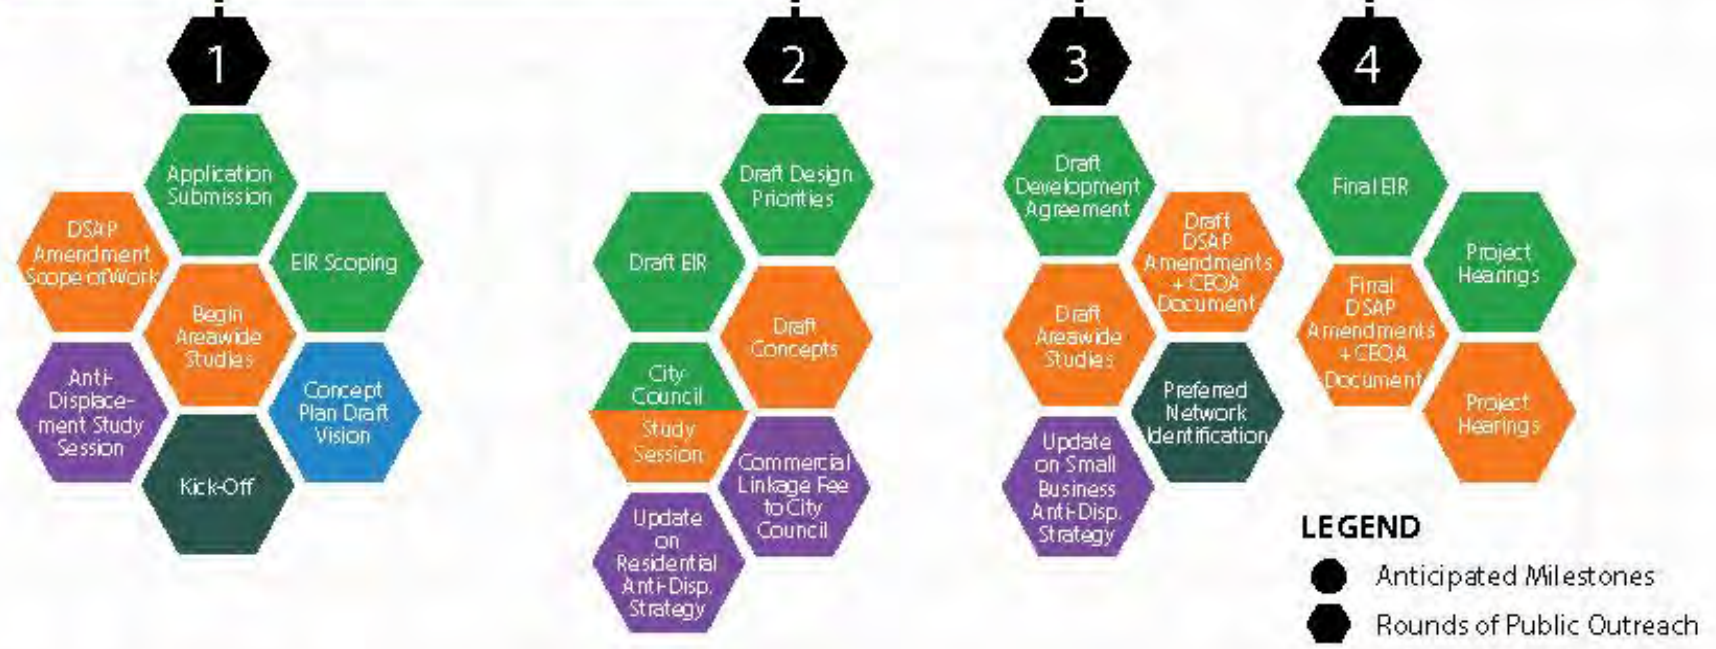 1
Application
Submission
DSAP
Amendment
Scope of Work
EIR Scoping
Begin
Areawide
Studies
Anti-
Displace-
ment Study
Session
Concept
Plan Draft
Vision
Kick-Off
2
Draft Design
Priorities
Draft EIR
Draft
Concepts
City
Council
Study
Session
Commercial
Linkage Fee
to City
Council
Update
on
Residential
Anti-Disp.
Strategy
3
Draft
Development
Agreement
Draft
DSAP
Amendments
+ CEQA
Document
Draft
Areawide
Studies
Preferred
Network
Identification
Update
on Small
Business
Anti-Disp.
Strategy
4
Final EIR
Project
Hearings
Final
DSAP
Amendments
+ CEQA
Document
Project
Hearings
LEGEND
Anticipated Milestones
Rounds of Public Outreach